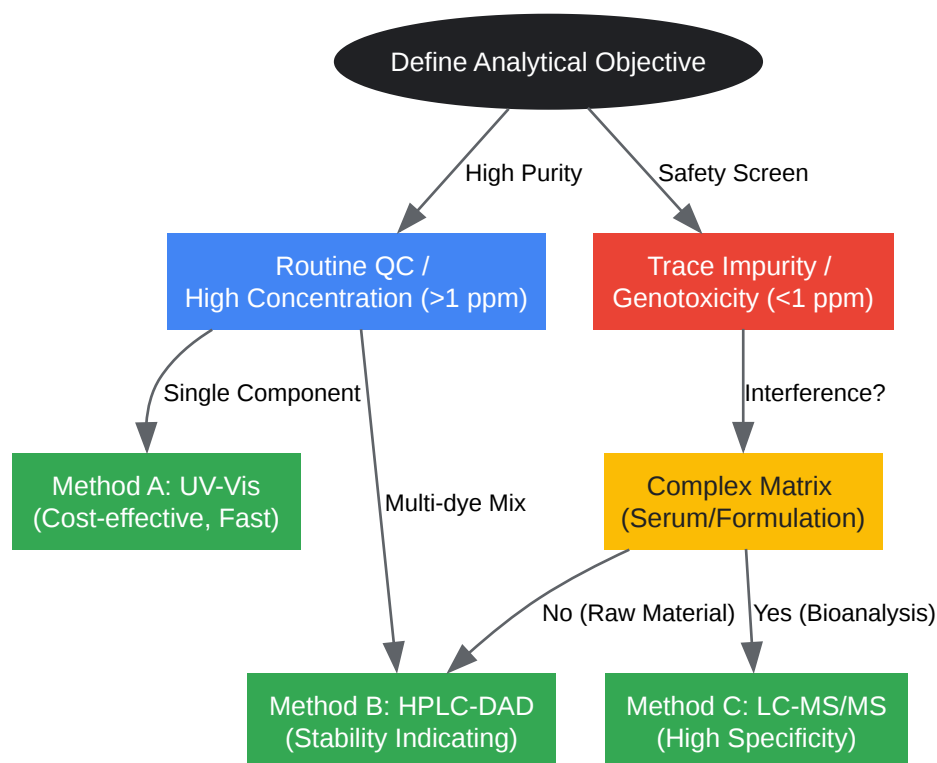 Define Analytical Objective
High Purity
Safety Screen
Routine QC /
High Concentration (>1 ppm)
Trace Impurity /
Genotoxicity (<1 ppm)
Single Component
Interference?
Method A: UV-Vis
(Cost-effective, Fast)
Multi-dye Mix
Complex Matrix
(Serum/Formulation)
No (Raw Material)
Yes (Bioanalysis)
Method B: HPLC-DAD
(Stability Indicating)
Method C: LC-MS/MS
(High Specificity)